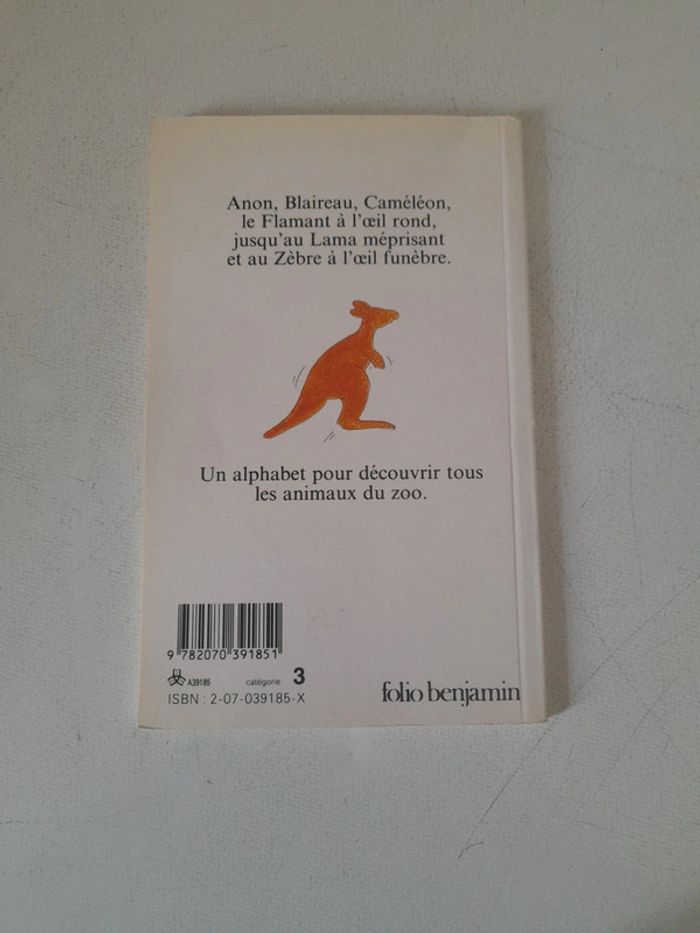 Anon, Blaireau, Caméléon,
le Flamant à l'œil rond,
jusqu'au Lama méprisant
et au Zèbre à l'œil funèbre.
Un alphabet pour découvrir tous
les animaux du zoo.
9 782070 391851
A39185 catégorie 3
ISBN : 2-07-039185-X
folio benjamin